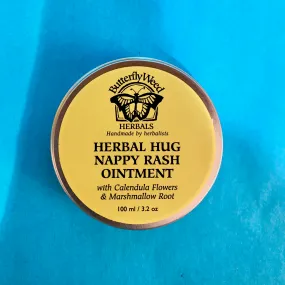 ButterflyWeed
HERBALS
Handmade by herbalists
HERBAL HUG
NAPPY RASH
OINTMENT
with Calendula Flowers
& Marshmallow Root
100 ml / 3.2 oz